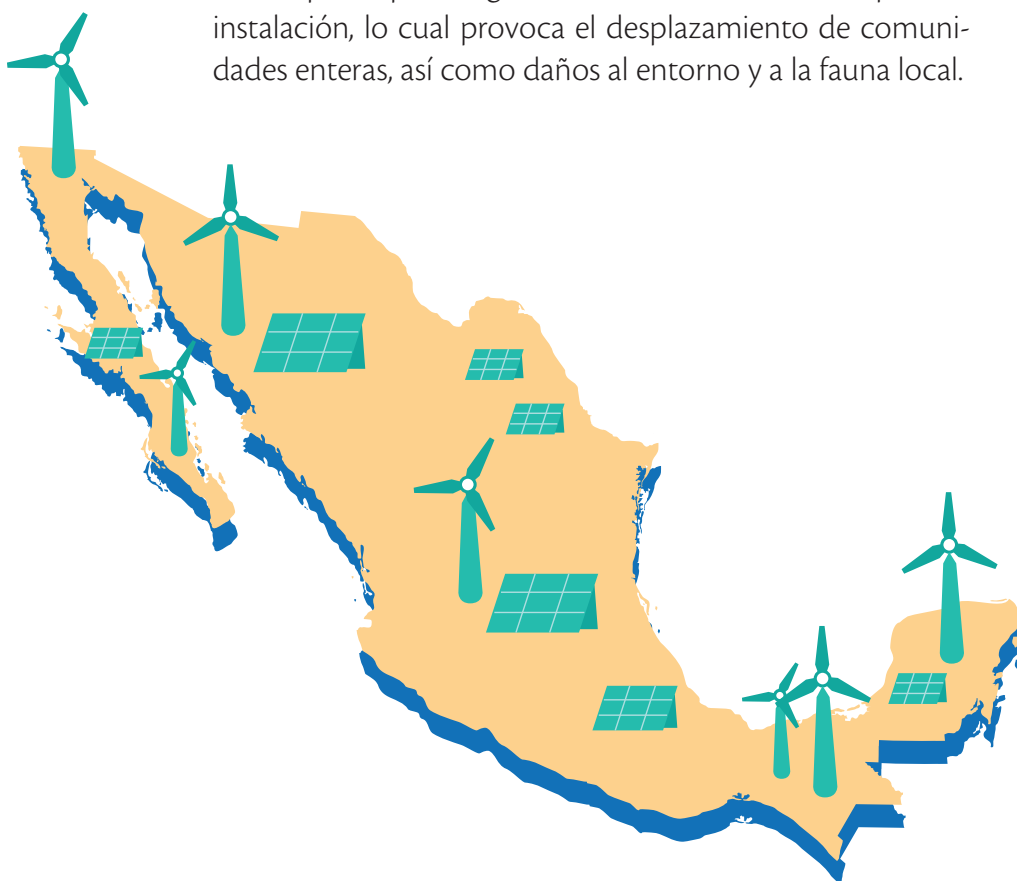 instalación, lo cual provoca el desplazamiento de comuni-
dades enteras, así como daños al entorno y a la fauna local.